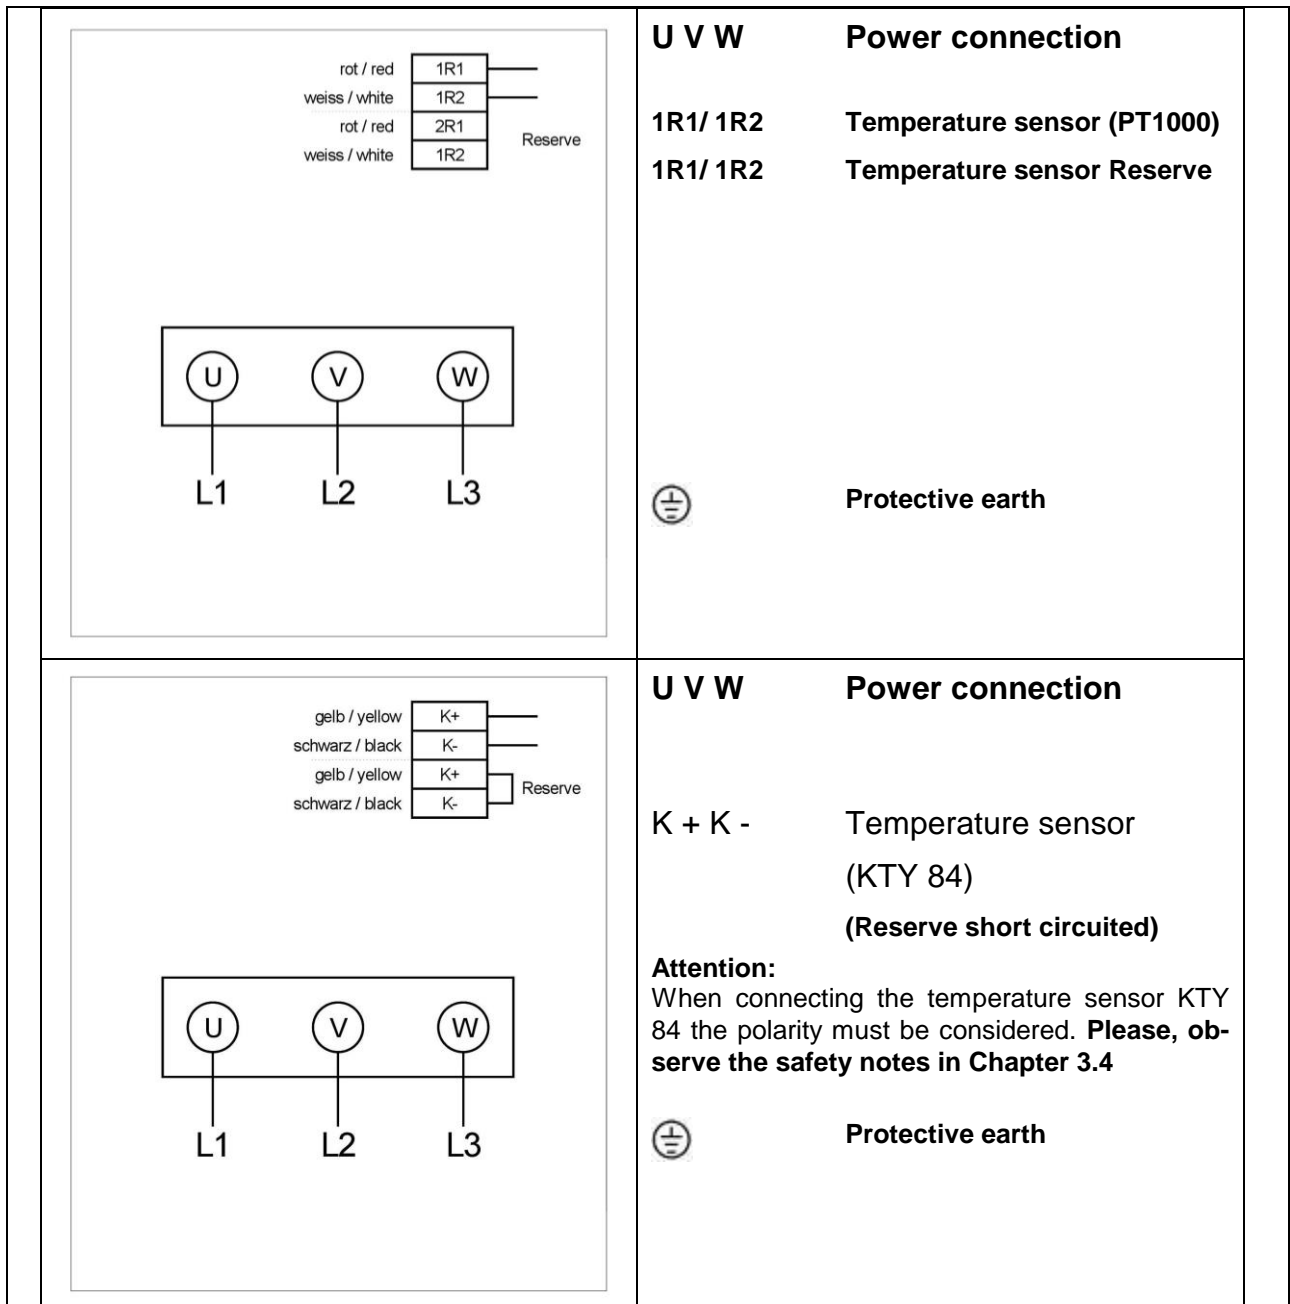 rot / red 1R1
weiss / white 1R2
rot / red 2R1
weiss / white 1R2
Reserve
U V W
L1 L2 L3
U V W Power connection
1R1/ 1R2 Temperature sensor (PT1000)
1R1/ 1R2 Temperature sensor Reserve
Protective earth
gelb / yellow K+
schwarz / black K-
gelb / yellow K+
schwarz / black K-
Reserve
U V W
L1 L2 L3
U V W Power connection
K + K - Temperature sensor
(KTY 84)
(Reserve short circuited)
Attention:
When connecting the temperature sensor KTY
84 the polarity must be considered. Please, ob-
serve the safety notes in Chapter 3.4
Protective earth